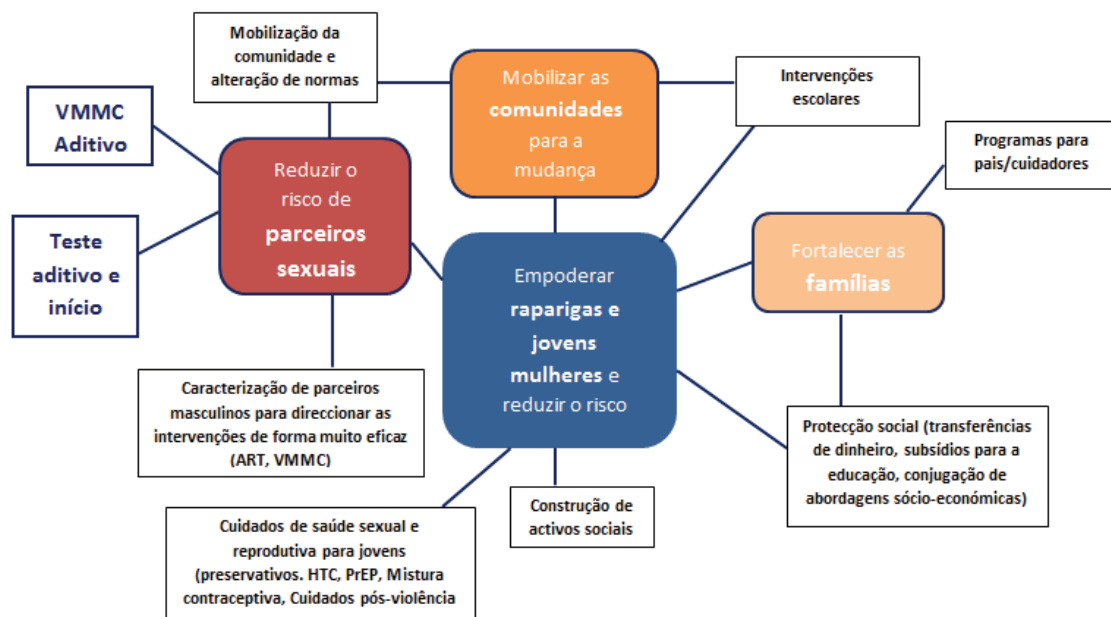 Mobilização da
comunidade e
alteração de normas
Mobilizar as
comunidades
para a
mudança
Intervenções
escolares
VMMC
Aditivo
Programas para
pais/cuidadores
Reduzir o
risco de
parceiros
sexuais
Teste
aditivo e
início
Fortalecer as
famílias
Empoderar
raparigas e
jovens
mulheres e
reduzir o risco
Caracterização de parceiros
masculinos para direccionar as
intervenções de forma muito eficaz
(ART, VMMC)
Protecção social (transferências
de dinheiro, subsídios para a
educação, conjugação de
abordagens sócio-económicas)
Construção de
activos sociais
Cuidados de saúde sexual e
reprodutiva para jovens
(preservativos. HTC, PrEP, Mistura
contraceptiva, Cuidados pós-violência